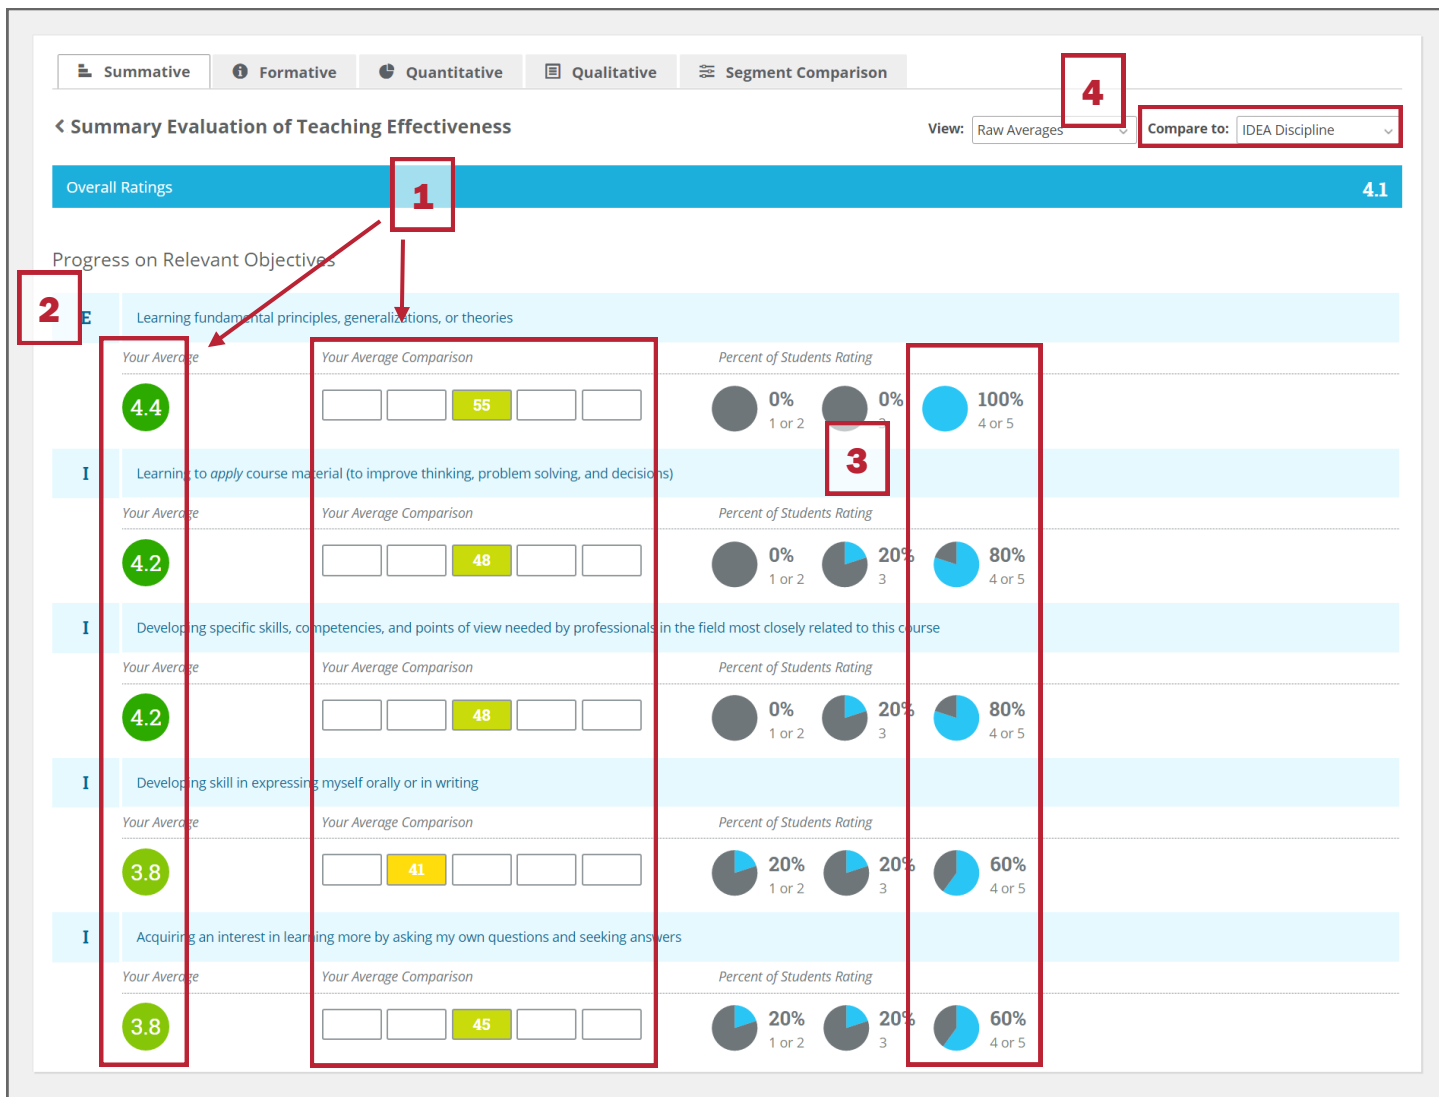 Summative Formative Quantitative Qualitative Segment Comparison
4
Summary Evaluation of Teaching Effectiveness View: Raw Averages Compare to: IDEA Discipline
Overall Ratings 4.1
1
Progress on Relevant Objectives
2
E Learning fundamental principles, generalizations, or theories
Your Average Your Average Comparison Percent of Students Rating
4.4 55 0% 0% 100%
1 or 2 4 or 5
3
I Learning to apply course material (to improve thinking, problem solving, and decisions)
Your Average Your Average Comparison Percent of Students Rating
4.2 48 0% 20% 80%
1 or 2 3 4 or 5
I Developing specific skills, competencies, and points of view needed by professionals in the field most closely related to this course
Your Average Your Average Comparison Percent of Students Rating
4.2 48 0% 20% 80%
1 or 2 3 4 or 5
I Developing skill in expressing myself orally or in writing
Your Average Your Average Comparison Percent of Students Rating
3.8 41 20% 20% 60%
1 or 2 3 4 or 5
I Acquiring an interest in learning more by asking my own questions and seeking answers
Your Average Your Average Comparison Percent of Students Rating
3.8 45 20% 20% 60%
1 or 2 3 4 or 5